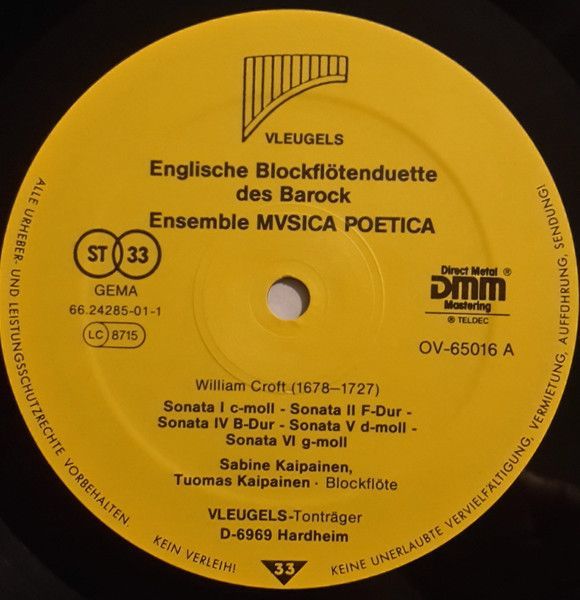 VLEUGELS
Englische Blockflötenduette
des Barock
Ensemble MVSICA POETICA
ST 33
GEMA
66.24285-01-1
LC 8715
Direct Metal ®
DMM
Mastering
® TELDEC
OV-65016 A
William Croft (1678–1727)
Sonata I c-moll - Sonata II F-Dur -
Sonata IV B-Dur - Sonata V d-moll -
Sonata VI g-moll
Sabine Kaipainen,
Tuomas Kaipainen · Blockflöte
VLEUGELS-Tonträger
D-6969 Hardheim
ALLE URHEBER- UND LEISTUNGSSCHUTZRECHTE VORBEHALTEN. KEIN VERLEIH! KEINE UNERLAUBTE VERVIELFÄLTIGUNG, VERMIETUNG, AUFFÜHRUNG, SENDUNG!
33